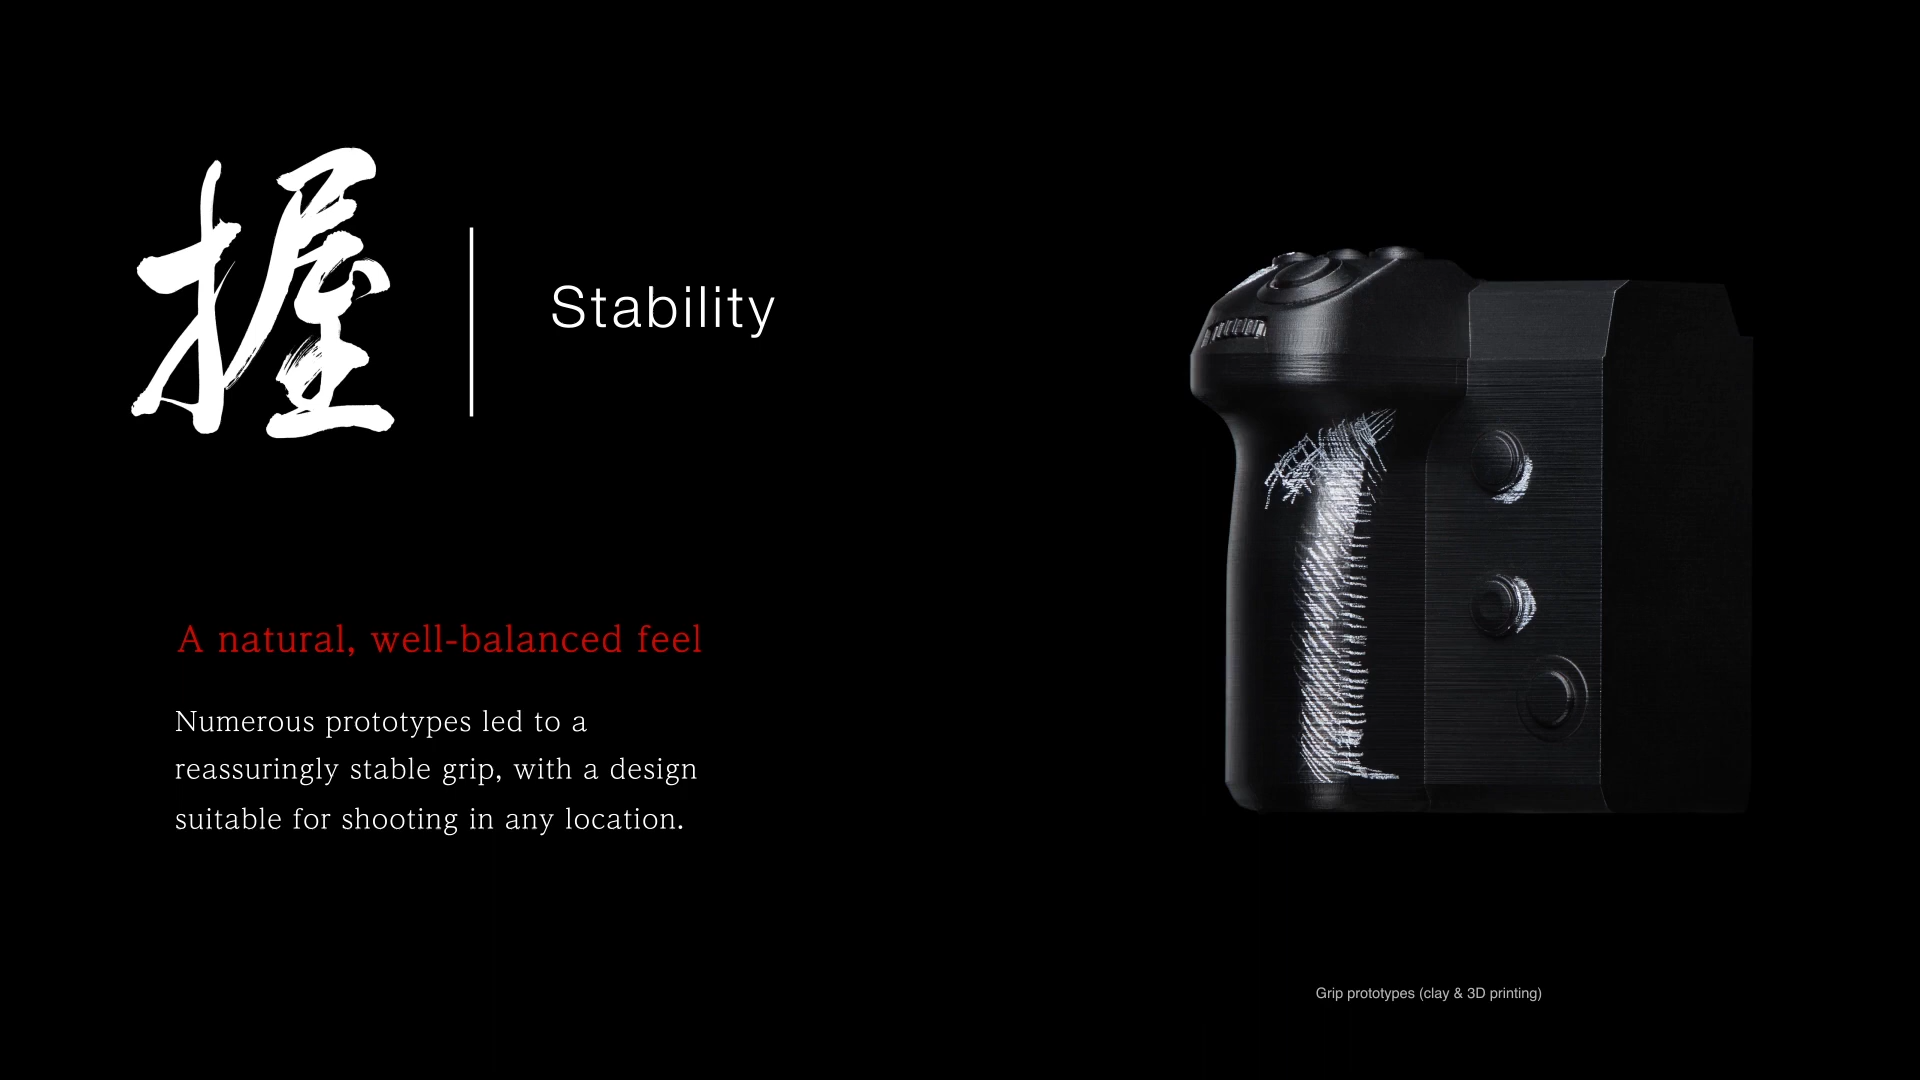 握
Stability
A natural, well-balanced feel
Numerous prototypes led to a
reassuringly stable grip, with a design
suitable for shooting in any location.
Grip prototypes (clay & 3D printing)